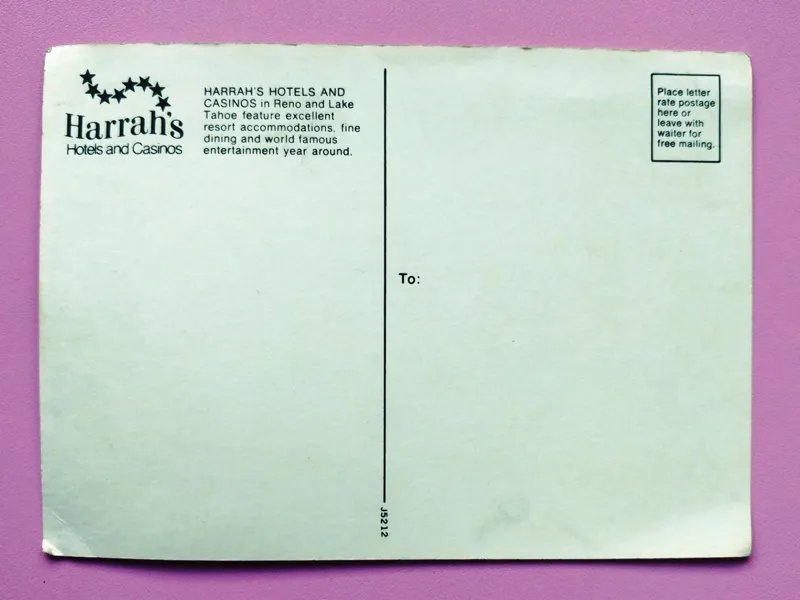 Harrah's
Hotels and Casinos
HARRAH'S HOTELS AND
CASINOS in Reno and Lake
Tahoe feature excellent
resort accommodations, fine
dining and world famous
entertainment year around.
Place letter
rate postage
here or
leave with
waiter for
free mailing.
To:
J5212